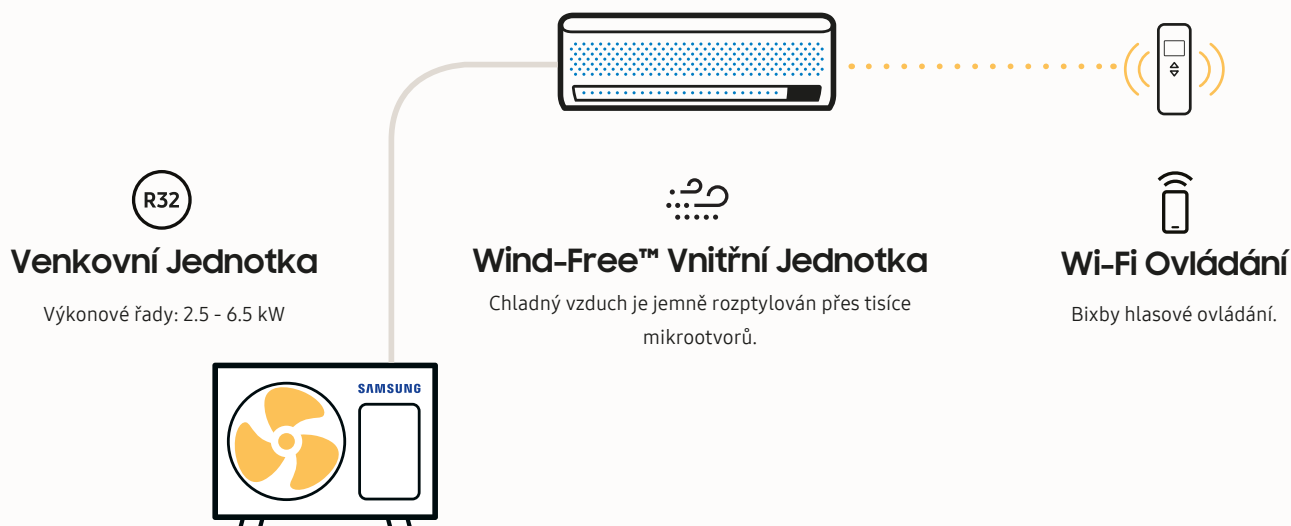 R32
Venkovní Jednotka
Výkonové řady: 2.5 - 6.5 kW
SAMSUNG
Wind-Free™ Vnitřní Jednotka
Chladný vzduch je jemně rozptylován přes tisíce
mikrootvorů.
Wi-Fi Ovládání
Bixby hlasové ovládání.